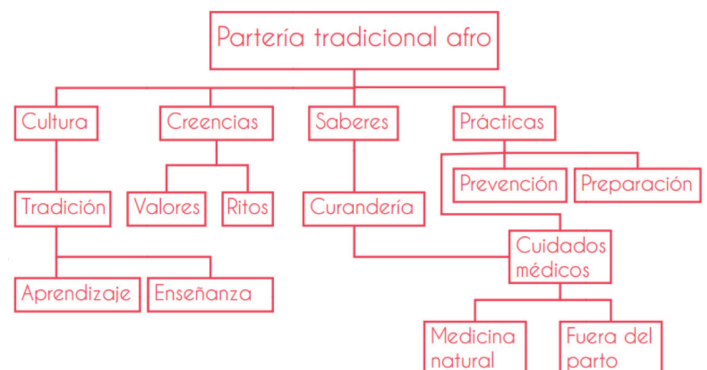 Partería tradicional afro
Cultura
Creencias
Saberes
Prácticas
Prevención
Preparación
Tradición
Valores
Ritos
Curandería
Cuidados
médicos
Aprendizaje
Enseñanza
Medicina
natural
Fuera del
parto